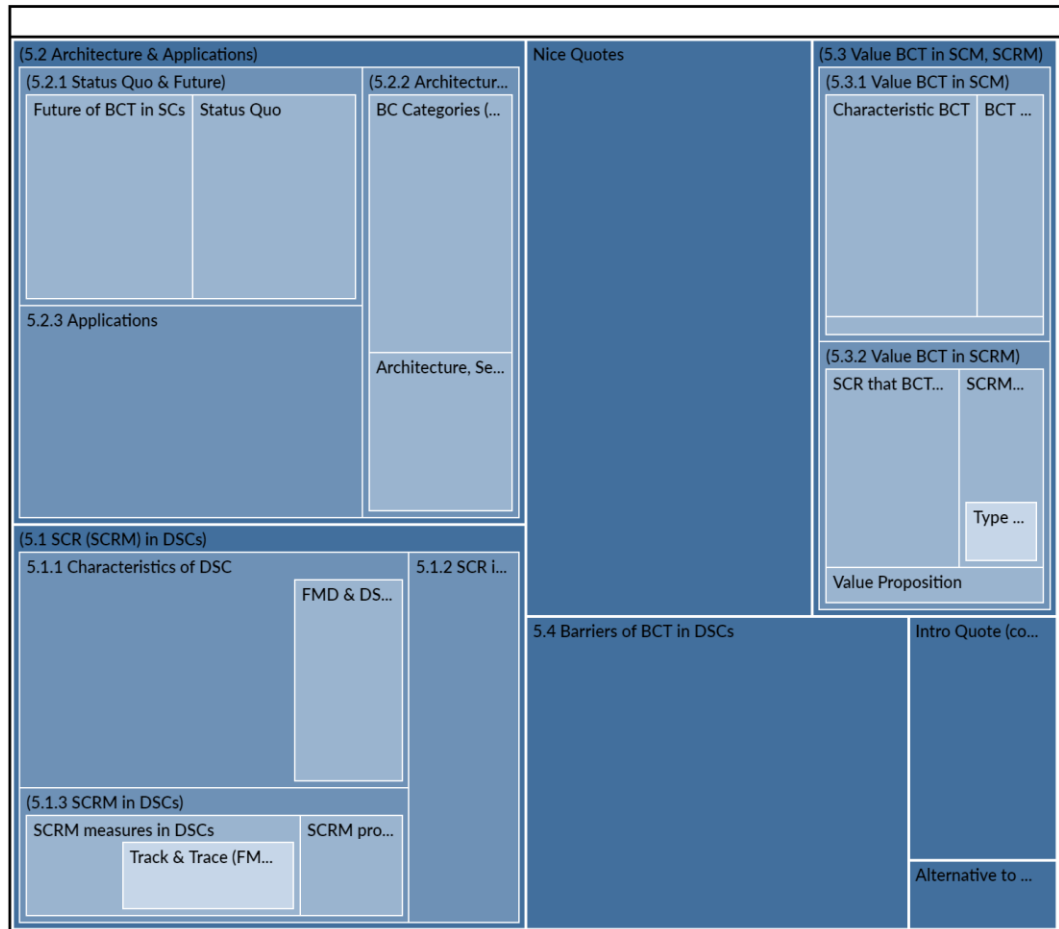 (5.2 Architecture & Applications)
(5.2.1 Status Quo & Future)
Future of BCT in SCs
Status Quo
(5.2.2 Architectur...
BC Categories (...
5.2.3 Applications
Architecture, Se...
(5.1 SCR (SCRM) in DSCs)
5.1.1 Characteristics of DSC
FMD & DS...
5.1.2 SCR i...
(5.1.3 SCRM in DSCs)
SCRM measures in DSCs
Track & Trace (FM...
SCRM pro...
Nice Quotes
(5.3 Value BCT in SCM, SCRM)
(5.3.1 Value BCT in SCM)
Characteristic BCT
BCT ...
(5.3.2 Value BCT in SCRM)
SCR that BCT...
SCRM...
Type ...
Value Proposition
5.4 Barriers of BCT in DSCs
Intro Quote (co...
Alternative to ...